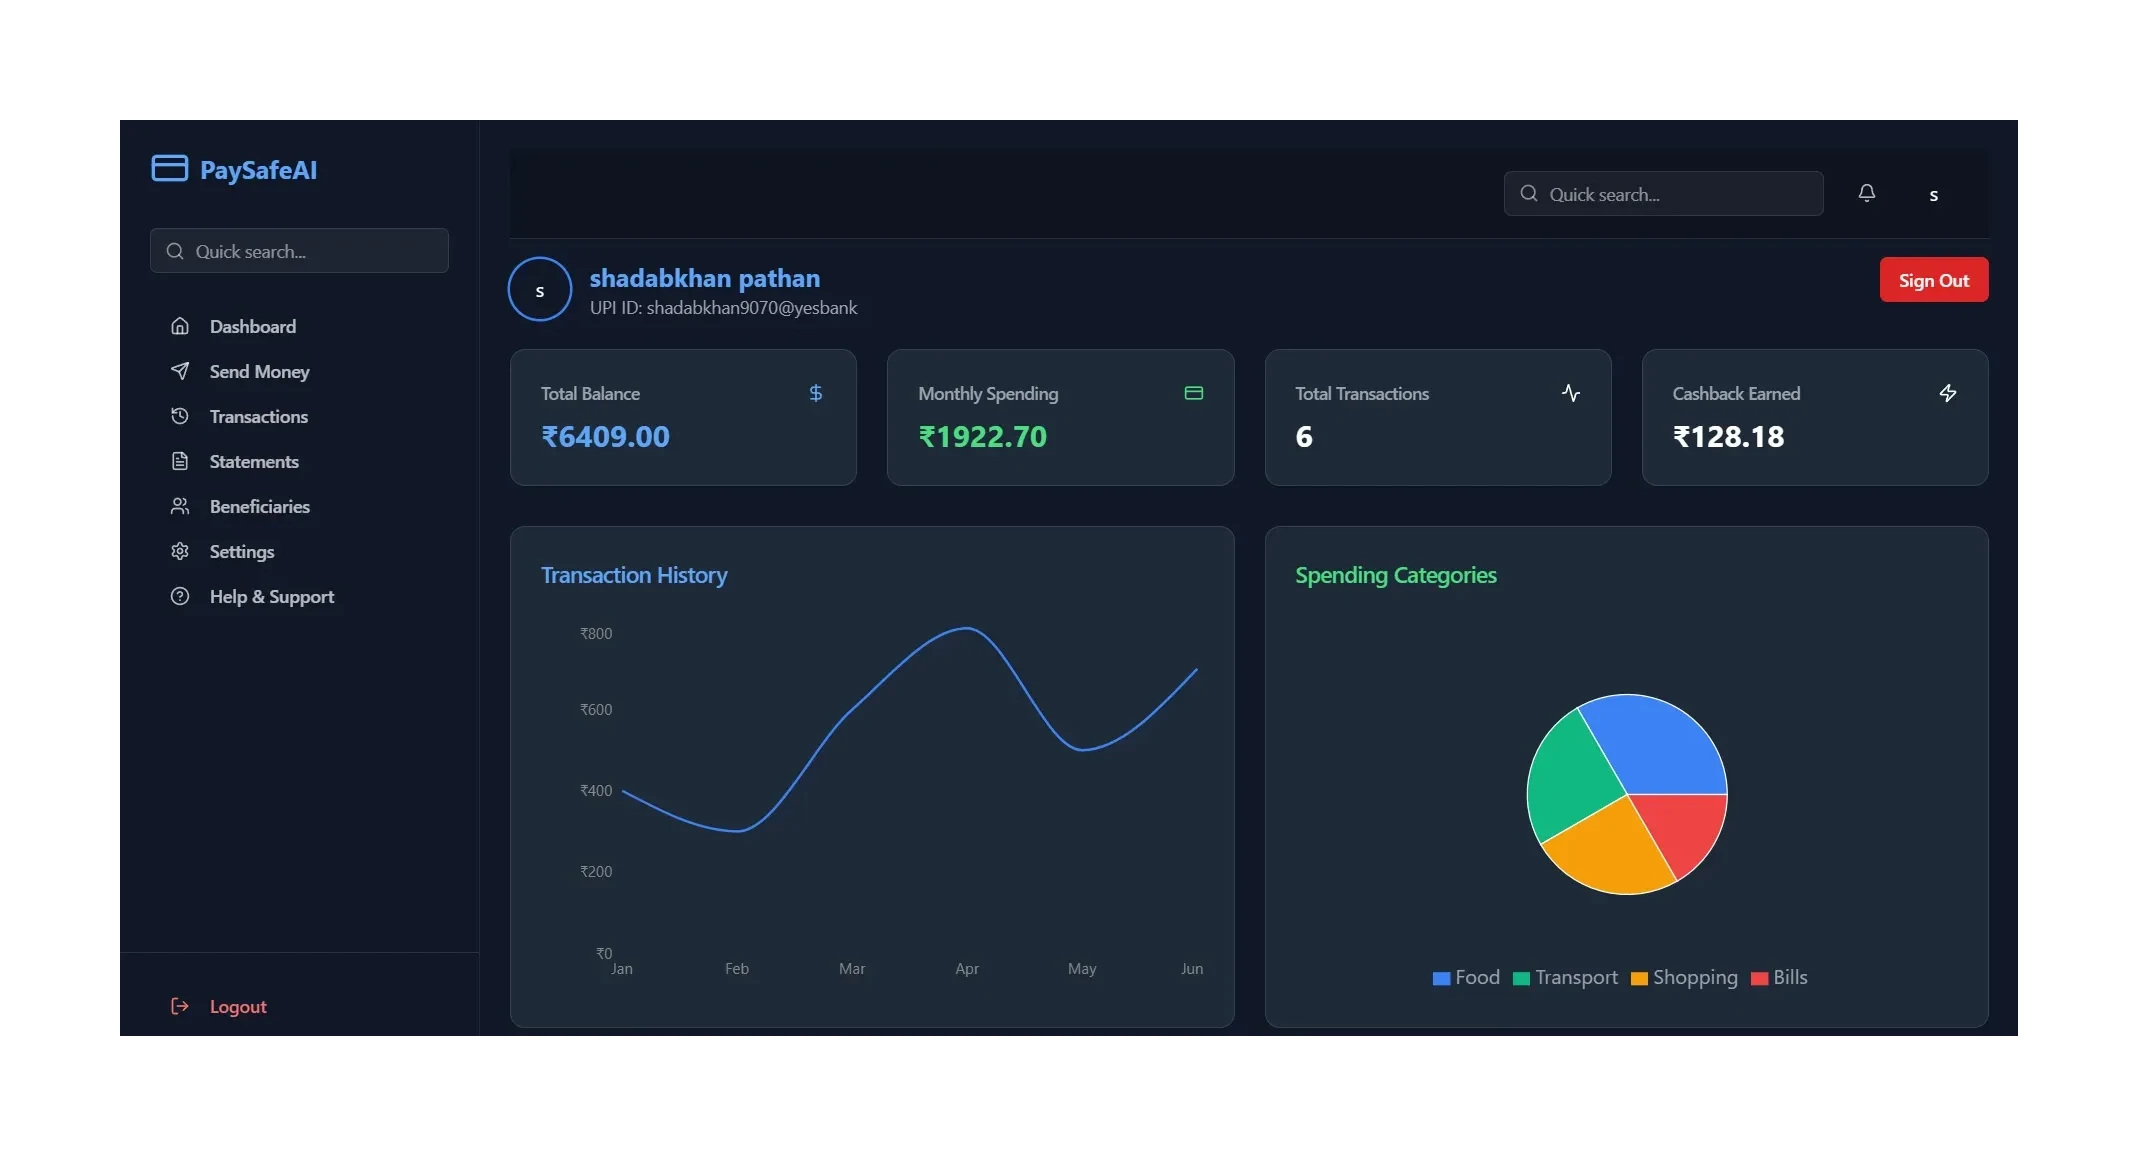 PaySafeAI
Quick search...
Dashboard
Send Money
Transactions
Statements
Beneficiaries
Settings
Help & Support
Logout
Quick search...
s
s
shadabkhan pathan
UPI ID: shadabkhan9070@yesbank
Sign Out
Total Balance
$
₹6409.00
Monthly Spending
₹1922.70
Total Transactions
6
Cashback Earned
₹128.18
Transaction History
₹800
₹600
₹400
₹200
₹0
Jan Feb Mar Apr May Jun
Spending Categories
Food Transport Shopping Bills